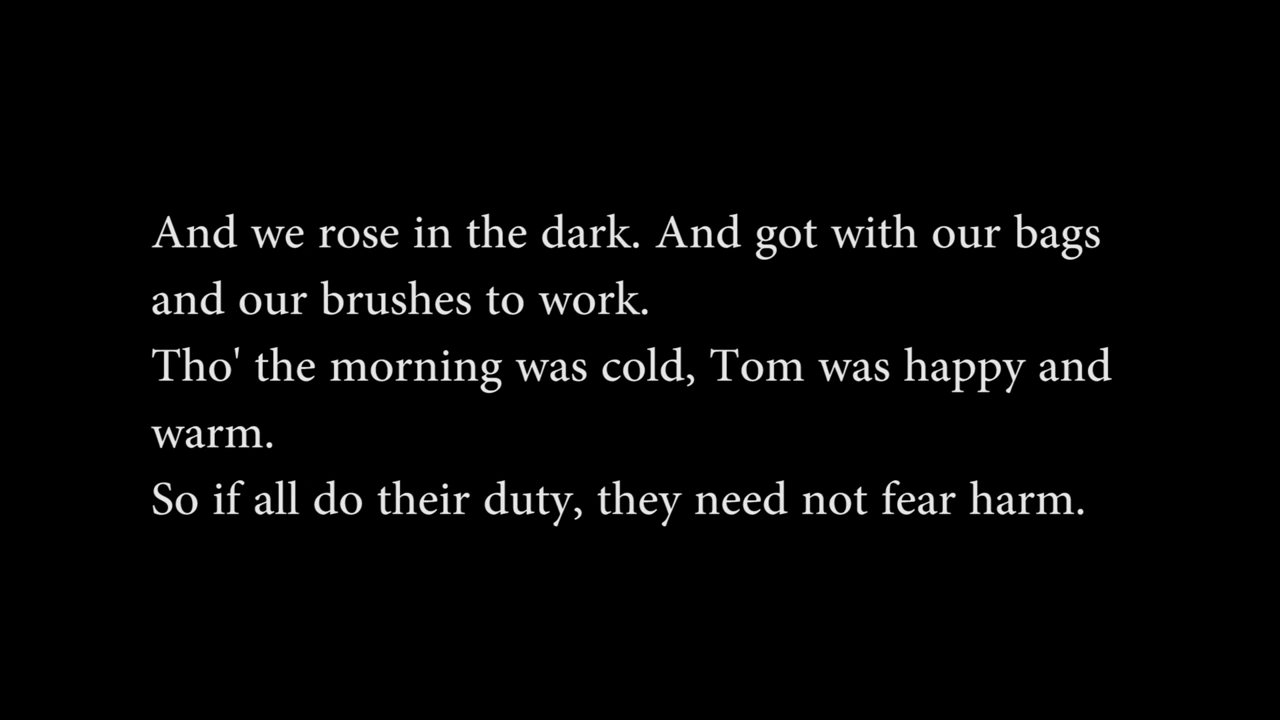 And we rose in the dark. And got with our bags
and our brushes to work.
Tho' the morning was cold, Tom was happy and
warm.
So if all do their duty, they need not fear harm.